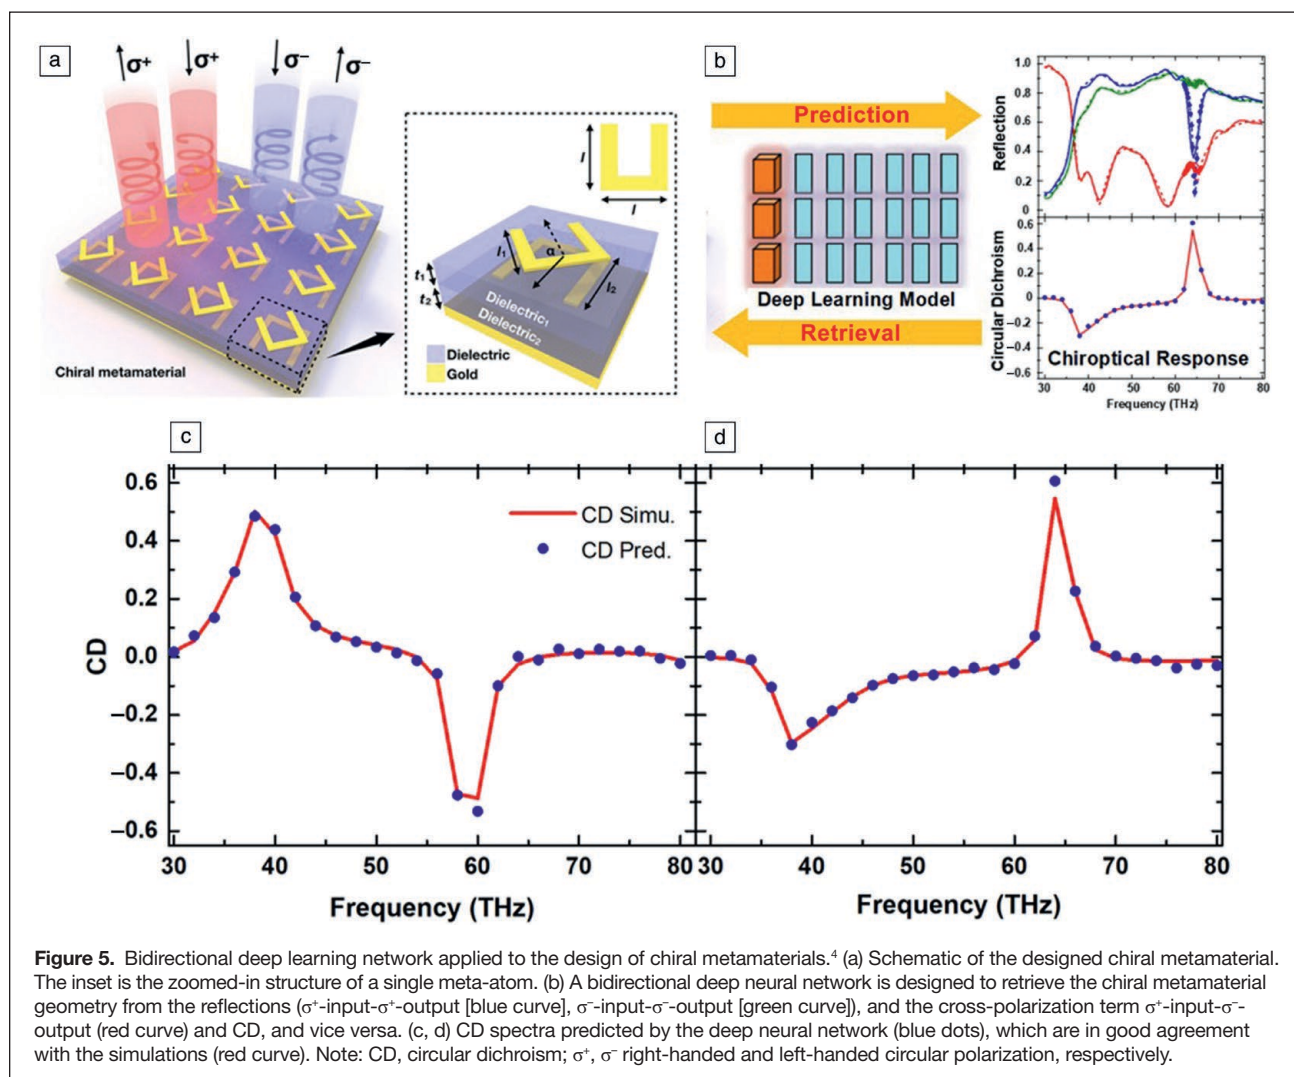 a
σ⁺
σ⁺
σ⁻
σ⁻
Chiral metamaterial
l
l
l₁
α
l₂
t₁
t₂
Dielectric₁
Dielectric₂
Dielectric
Gold
b
Prediction
Deep Learning Model
Retrieval
1.0
0.8
0.6
0.4
0.2
0
Reflection
0.6
0.4
0.2
0
−0.2
−0.4
−0.6
Circular Dichroism
Chiroptical Response
30 40 50 60 70 80
Frequency (THz)
c
0.6
0.4
0.2
0.0
−0.2
−0.4
−0.6
CD
CD Simu.
CD Pred.
30 40 50 60 70 80
Frequency (THz)
d
30 40 50 60 70 80
Frequency (THz)
Figure 5. Bidirectional deep learning network applied to the design of chiral metamaterials.⁴ (a) Schematic of the designed chiral metamaterial.
The inset is the zoomed-in structure of a single meta-atom. (b) A bidirectional deep neural network is designed to retrieve the chiral metamaterial
geometry from the reflections (σ⁺-input-σ⁺-output [blue curve], σ⁻-input-σ⁻-output [green curve]), and the cross-polarization term σ⁺-input-σ⁻-
output (red curve) and CD, and vice versa. (c, d) CD spectra predicted by the deep neural network (blue dots), which are in good agreement
with the simulations (red curve). Note: CD, circular dichroism; σ⁺, σ⁻ right-handed and left-handed circular polarization, respectively.